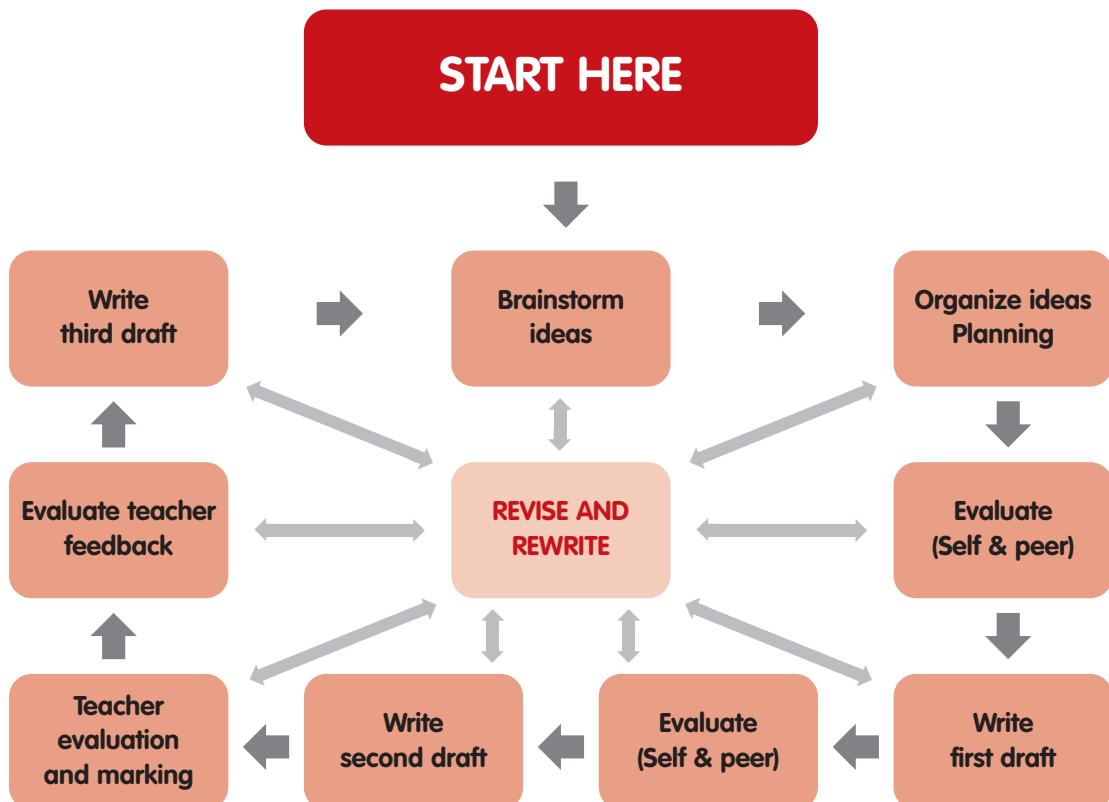 START HERE
Write
third draft
Brainstorm
ideas
Organize ideas
Planning
Evaluate teacher
feedback
REVISE AND
REWRITE
Evaluate
(Self & peer)
Teacher
evaluation
and marking
Write
second draft
Evaluate
(Self & peer)
Write
first draft